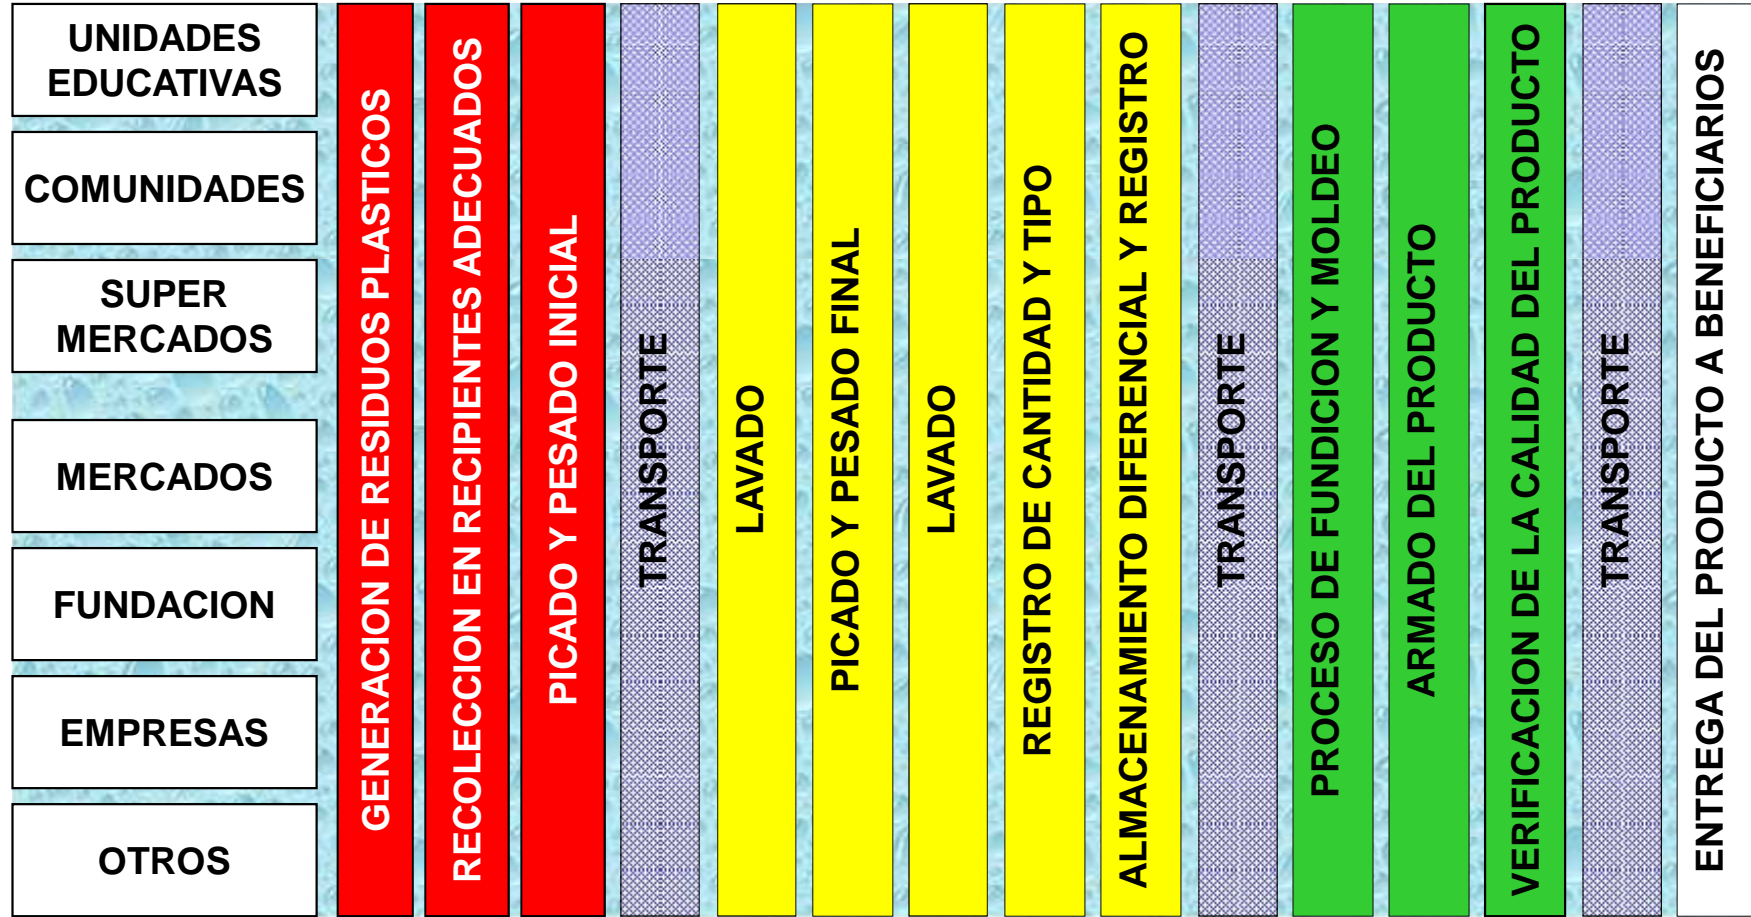 UNIDADES
EDUCATIVAS
COMUNIDADES
SUPER
MERCADOS
MERCADOS
FUNDACION
EMPRESAS
OTROS
GENERACION DE RESIDUOS PLASTICOS
RECOLECCION EN RECIPIENTES ADECUADOS
PICADO Y PESADO INICIAL
TRANSPORTE
LAVADO
PICADO Y PESADO FINAL
LAVADO
REGISTRO DE CANTIDAD Y TIPO
ALMACENAMIENTO DIFERENCIAL Y REGISTRO
TRANSPORTE
PROCESO DE FUNDICION Y MOLDEO
ARMADO DEL PRODUCTO
VERIFICACION DE LA CALIDAD DEL PRODUCTO
TRANSPORTE
ENTREGA DEL PRODUCTO A BENEFICIARIOS